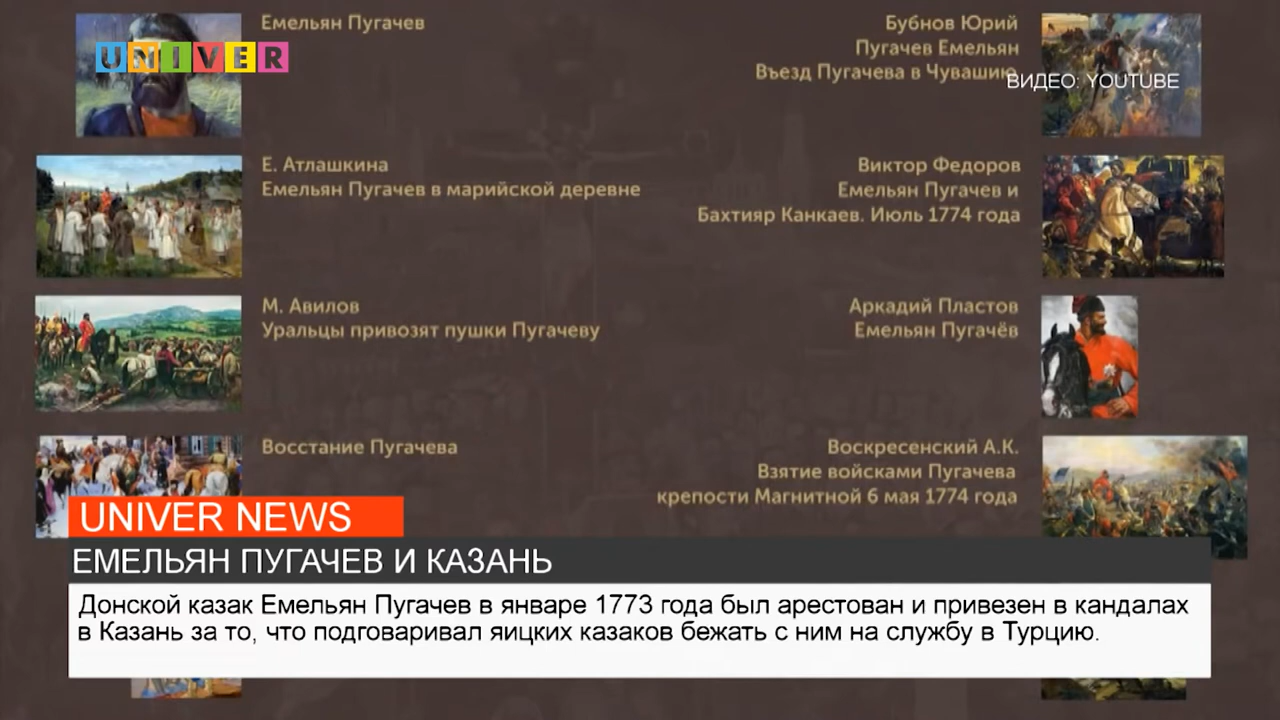 Емельян Пугачев
UNIVER
Бубнов Юрий
Пугачев Емельян
Въезд Пугачева в Чувашию
ВИДЕО: YOUTUBE
Е. Атлашкина
Емельян Пугачев в марийской деревне
Виктор Федоров
Емельян Пугачев и
Бахтияр Канкаев. Июль 1774 года
М. Авилов
Уральцы привозят пушки Пугачеву
Аркадий Пластов
Емельян Пугачёв
Восстание Пугачева
Воскресенский А.К.
Взятие войсками Пугачева
крепости Магнитной 6 мая 1774 года
UNIVER NEWS
ЕМЕЛЬЯН ПУГАЧЕВ И КАЗАНЬ
Донской казак Емельян Пугачев в январе 1773 года был арестован и привезен в кандалах
в Казань за то, что подговаривал яицких казаков бежать с ним на службу в Турцию.